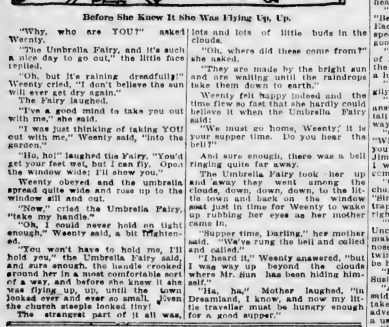 Before She Knew It She Was Flying Up, Up.
"Why, who are YOU?" asked
Weenty.
"The Umbrella Fairy, and it's such
a nice day to go out," the little face
replied.
"Oh, but it's raining dreadfully!"
Weenty cried, "I don't believe the sun
will ever get dry again."
The Fairy laughed.
"I've a good mind to take you out
with me," she said.
"I was just thinking of taking YOU
out with me," Weenty said, "into the
garden."
"Ho, ho!" laughed the Fairy, "You'd
get your feet wet, but I can fly. Open
the window wide; I'll show you."
Weenty obeyed and the umbrella
spread quite wide and rose up to the
window sill and out.
"Now," cried the Umbrella Fairy,
"take my handle."
"Oh, I could never hold on tight
enough," Weenty said, a bit frighten-
ed.
"You won't have to hold me, I'll
hold you," the Umbrella Fairy said,
and sure enough, the handle crooked
around her in a most comfortable sort
of a way, and before she knew it she
was flying up, up, until the town
looked ever and ever so small. Even
the church steeple looked tiny!
The strangest part of it all was,
lots and lots of little buds in the
clouds.
"Oh, where did these come from?"
she asked.
"They are made by the bright sun
and are waiting until the raindrops
take them down to earth."
Weenty felt happy indeed and the
time flew so fast that she hardly could
believe it when the Umbrella Fairy
said:
"We must go home, Weenty; it is
your supper time. Do you hear the
bell?"
And sure enough, there was a bell
ringing quite far away.
The Umbrella Fairy took her up
and away they went among the
clouds, down, down, down, to the lit-
tle town and back on the window
seat just in time for Weenty to wake
up rubbing her eyes as her mother
came in.
"Supper time, Darling," her mother
said. "We've rung the bell and called
and called."
"I heard it," Weenty answered, "but
I was way up beyond the clouds
where Mr. Sun has been hiding him-
self."
"Ha, ha," Mother laughed, "in
Dreamland, I know, and now my lit-
tle traveller must be hungry enough
for a good supper."